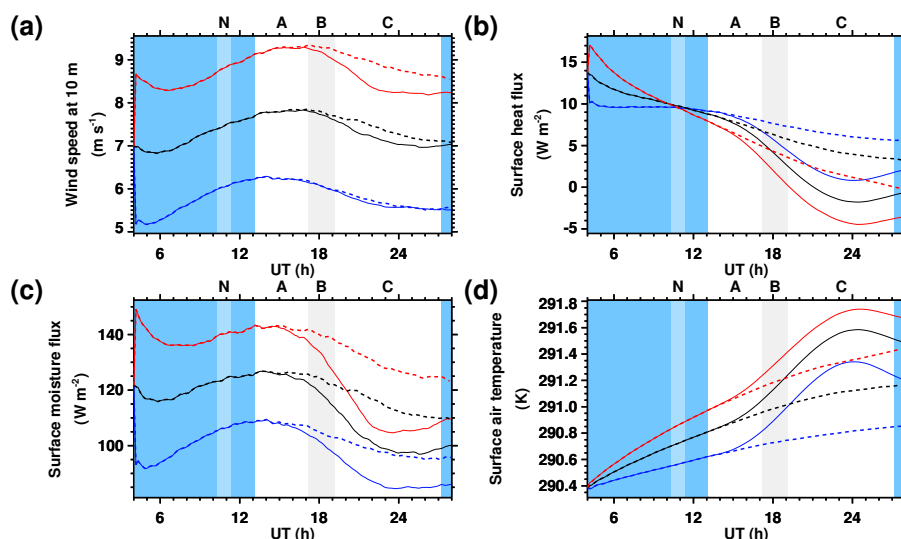 (a)
N A B C
Wind speed at 10 m
(m s-1)
9
8
7
6
5
6 12 18 24
UT (h)
(b)
N A B C
Surface heat flux
(W m-2)
15
10
5
0
-5
6 12 18 24
UT (h)
(c)
N A B C
Surface moisture flux
(W m-2)
140
120
100
6 12 18 24
UT (h)
(d)
N A B C
Surface air temperature
(K)
291.8
291.6
291.4
291.2
291.0
290.8
290.6
290.4
6 12 18 24
UT (h)